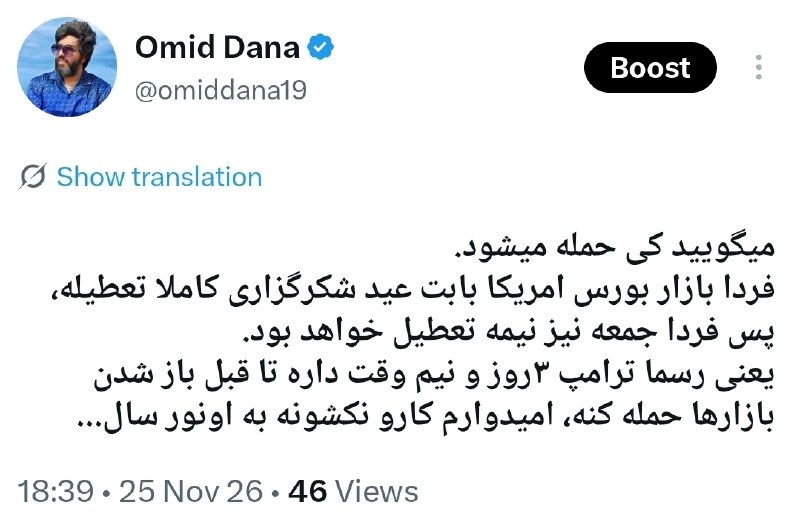 Omid Dana
@omiddana19
Boost
Show translation
میگویید کی حمله میشود.
فردا بازار بورس امریکا بابت عید شکرگزاری کاملا تعطیله،
پس فردا جمعه نیز نیمه تعطیل خواهد بود.
یعنی رسما ترامپ ۳روز و نیم وقت داره تا قبل باز شدن
بازارها حمله کنه، امیدوارم کارو نکشونه به اونور سال...
18:39 • 25 Nov 26 • 46 Views